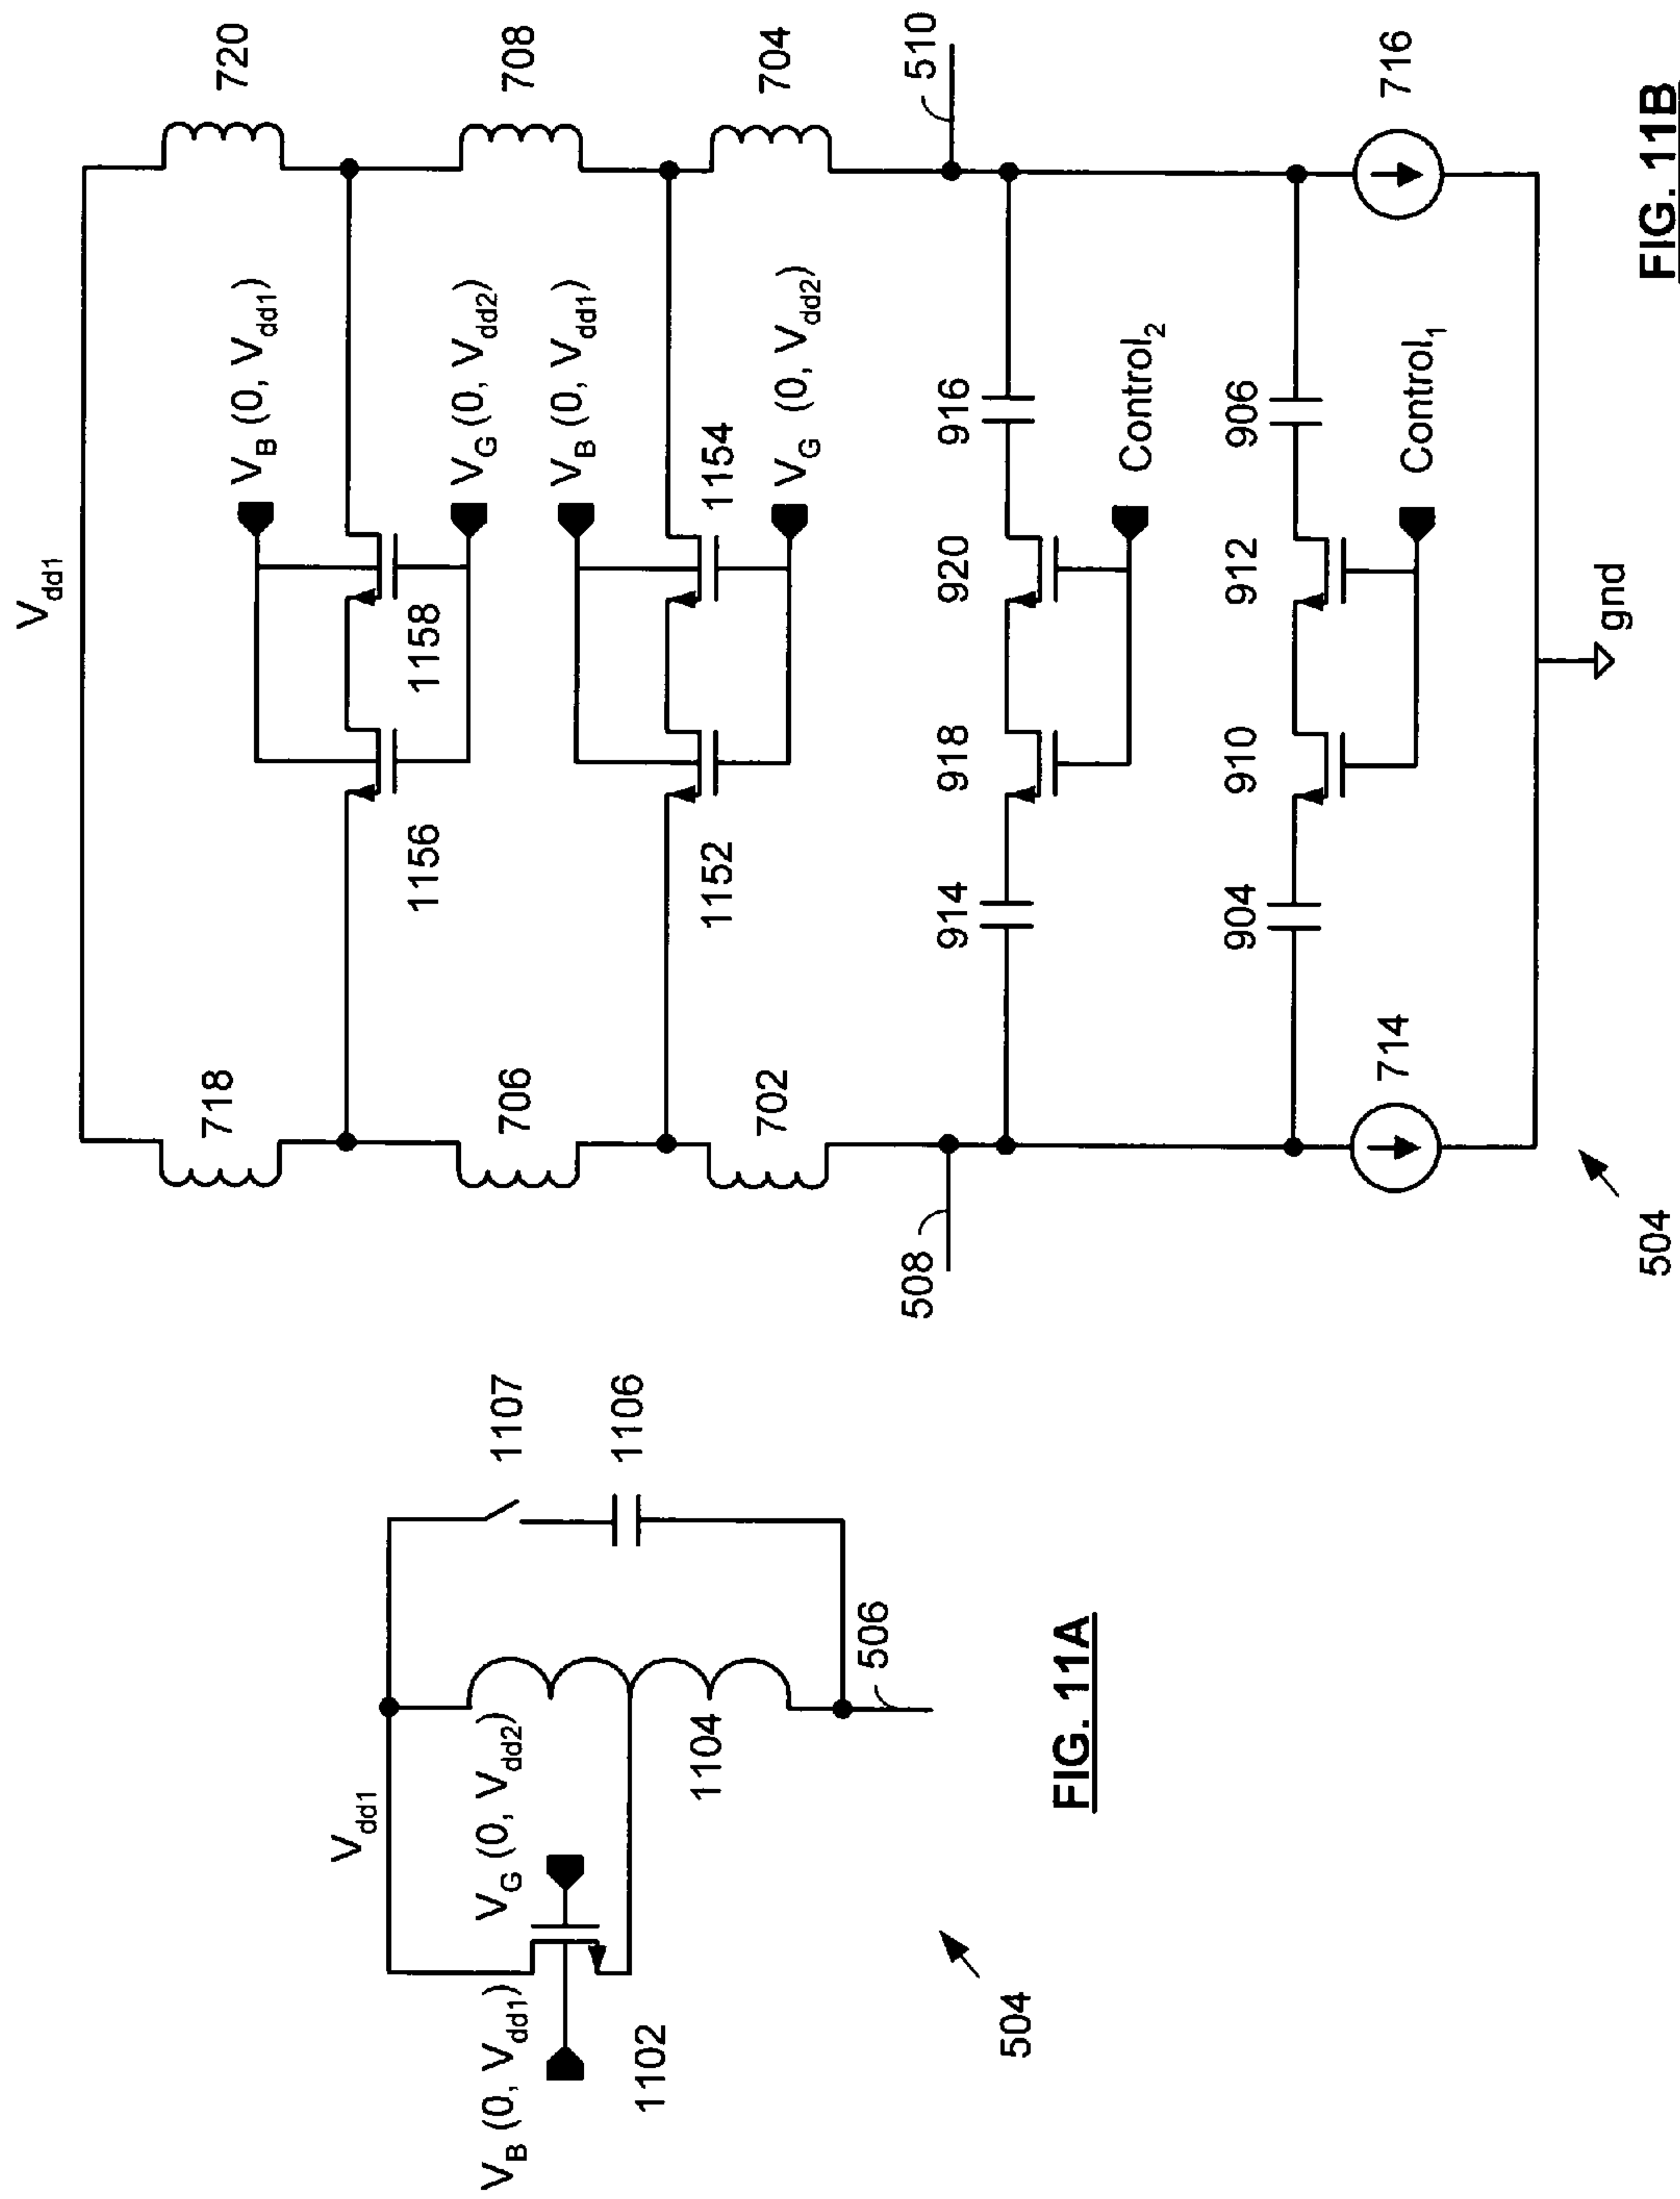 V_dd1
V_G (0, V_dd2)
V_B (0, V_dd1)
1102
1104
1107
1106
506
504
FIG. 11A
V_dd1
718
720
V_B (0, V_dd1)
1156
1158
V_G (0, V_dd2)
706
708
V_B (0, V_dd1)
1152
1154
V_G (0, V_dd2)
702
704
508
510
914
918
920
916
Control_2
904
910
912
906
Control_1
714
716
gnd
504
FIG. 11B